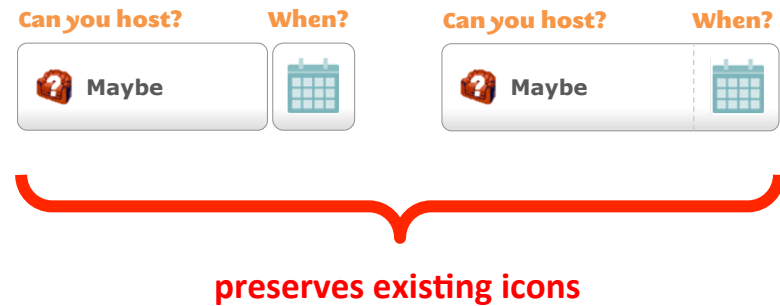 Can you host? When? Can you host? When?
? Maybe ? Maybe
preserves existing icons